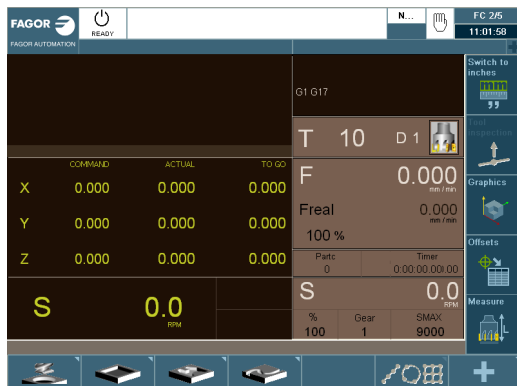 FAGOR
READY
N...
FC 2/5
11:01:58
FAGOR AUTOMATION
Switch to
inches
G1 G17
Tool
inspection
T 10 D 1
COMMAND ACTUAL TO GO
X 0.000 0.000 0.000
Y 0.000 0.000 0.000
Z 0.000 0.000 0.000
F 0.000
mm / min
Freal 0.000
mm / min
100 %
Graphics
Partc Timer
0 0:00:00.00\00
Offsets
S 0.0
RPM
S 0.0
RPM
% Gear SMAX
100 1 9000
Measure